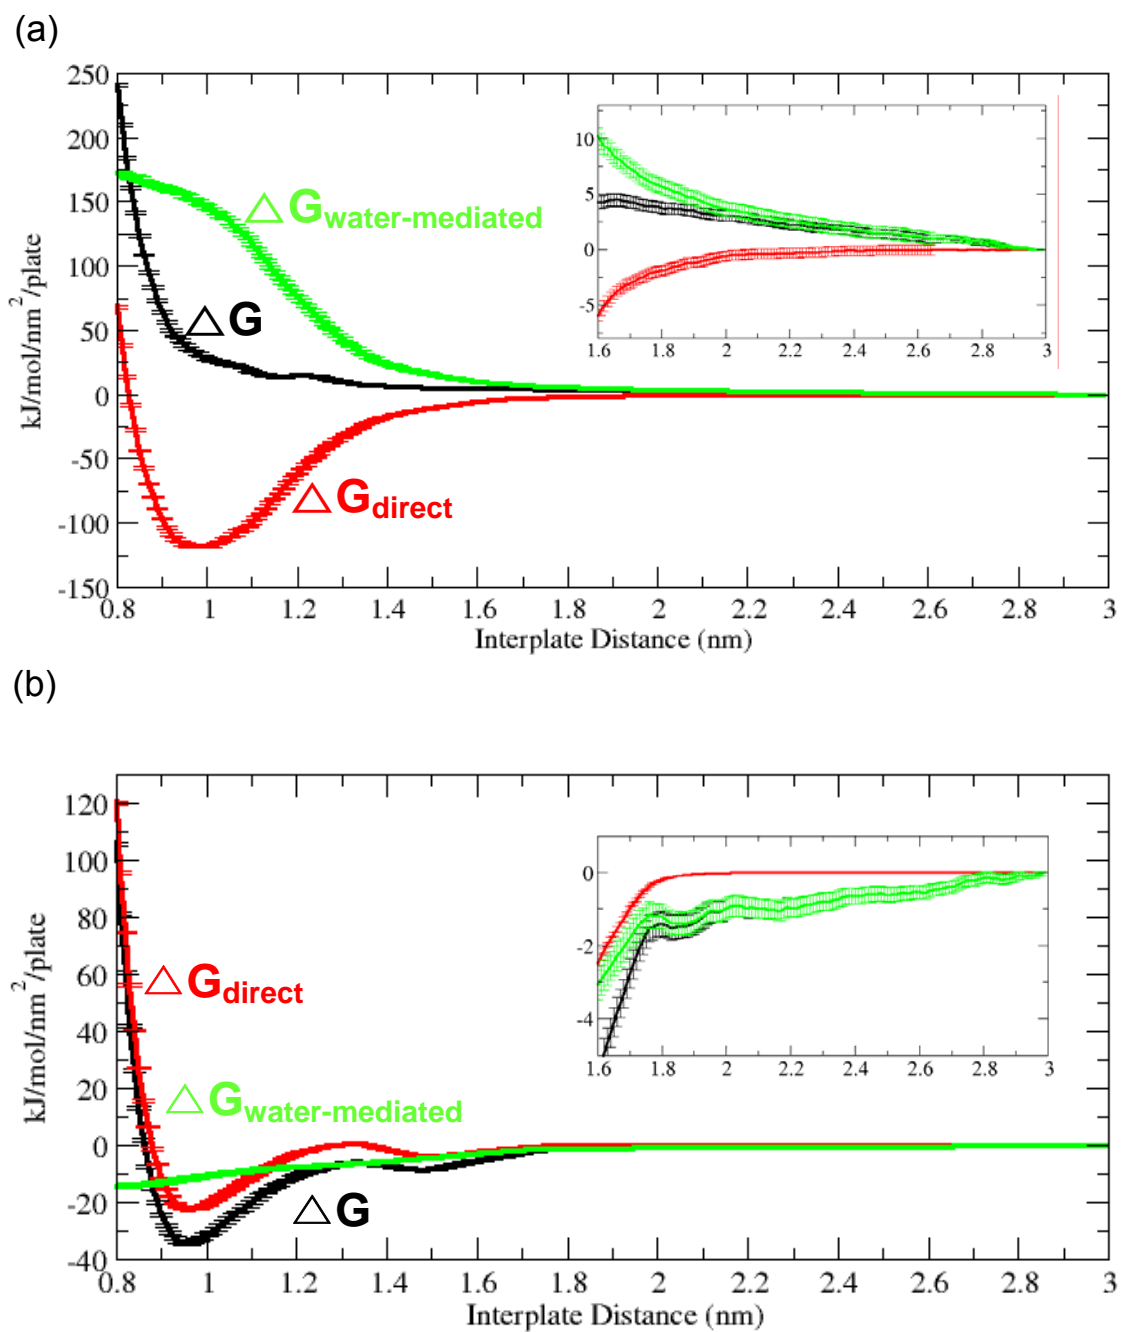 (a)
250
200
150
100
50
0
-50
-100
-150
kJ/mol/nm²/plate
△Gwater-mediated
△G
△Gdirect
10
5
0
-5
1.6 1.8 2 2.2 2.4 2.6 2.8 3
0.8 1 1.2 1.4 1.6 1.8 2 2.2 2.4 2.6 2.8 3
Interplate Distance (nm)
(b)
120
100
80
60
40
20
0
-20
-40
kJ/mol/nm²/plate
△Gdirect
△Gwater-mediated
△G
0
-2
-4
1.6 1.8 2 2.2 2.4 2.6 2.8 3
0.8 1 1.2 1.4 1.6 1.8 2 2.2 2.4 2.6 2.8 3
Interplate Distance (nm)